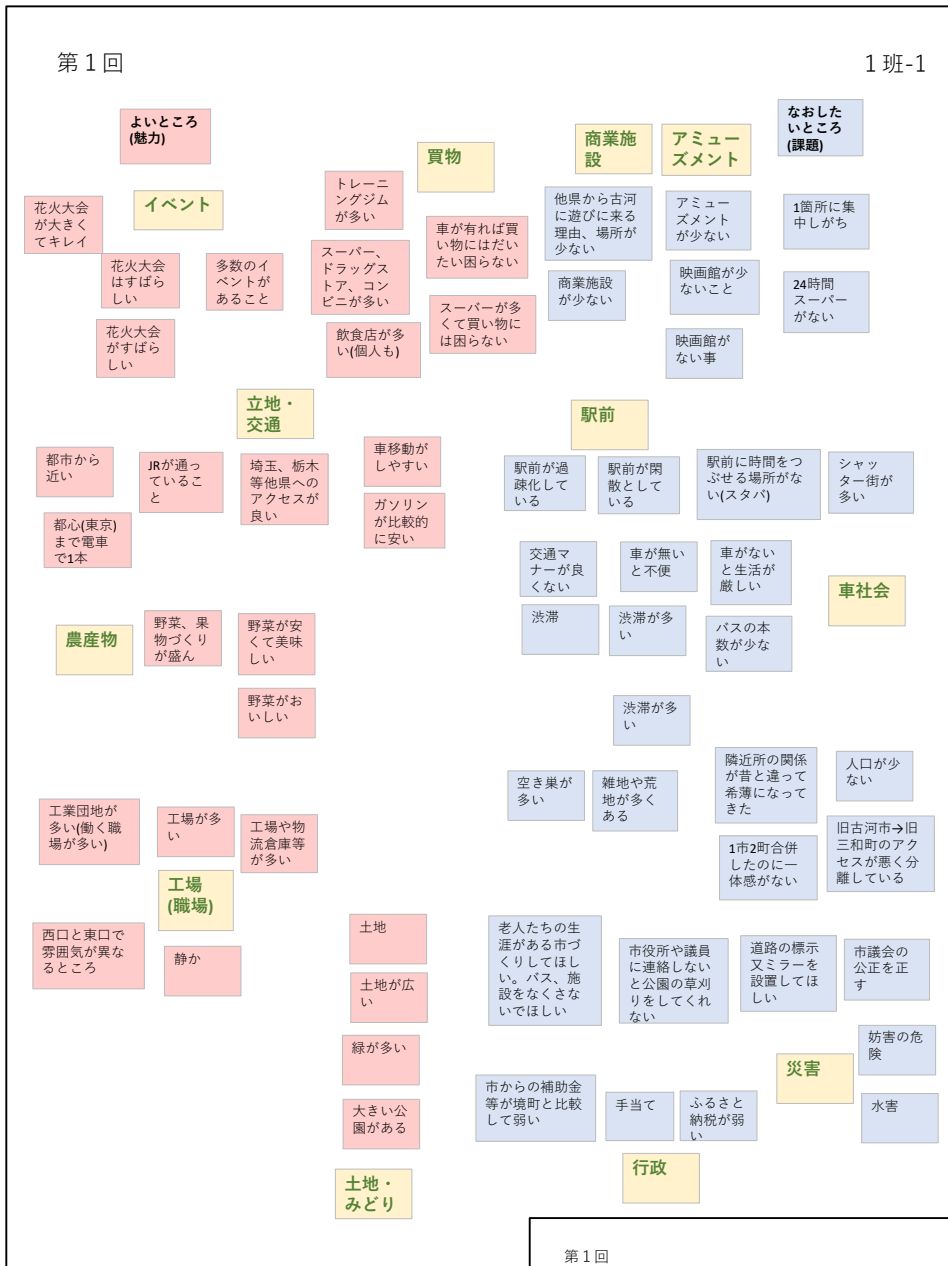 第１回
１班-1
よいところ
(魅力)
なおした
いところ
(課題)
イベント
花火大会
が大きく
てキレイ
花火大会
はすばら
しい
花火大会
がすばら
しい
多数のイ
ベントが
あること
買物
トレーニ
ングジム
が多い
スーパー、
ドラッグス
トア、コン
ビニが多い
飲食店が多
い(個人も)
車が有れば買
い物にはだい
たい困らない
スーパーが多
くて買い物に
は困らない
商業施
設
他県から古河
に遊びに来る
理由、場所が
少ない
商業施設
が少ない
アミュー
ズメント
アミュー
ズメント
が少ない
映画館が少
ないこと
映画館が
ない事
1箇所に集
中しがち
24時間
スーパー
がない
立地・
交通
都市から
近い
都心(東京)
まで電車
で1本
JRが通っ
ているこ
と
埼玉、栃木
等他県への
アクセスが
良い
車移動が
しやすい
ガソリン
が比較的
に安い
駅前
駅前が過
疎化して
いる
駅前が閑
散として
いる
駅前に時間をつ
ぶせる場所がな
い(スタバ)
シャッ
ター街が
多い
車社会
交通マ
ナーが良
くない
車が無い
と不便
車がない
と生活が
厳しい
渋滞
渋滞が多
い
バスの本
数が少な
い
渋滞が多
い
農産物
野菜、果
物づくり
が盛ん
野菜が安
くて美味
しい
野菜がお
いしい
空き巣が
多い
雑地や荒
地が多く
ある
隣近所の関係
が昔と違って
希薄になって
きた
人口が少
ない
1市2町合併
したのに一
体感がない
旧古河市→旧
三和町のアク
セスが悪く分
離している
工業団地が
多い(働く職
場が多い)
工場が多
い
工場や物
流倉庫等
が多い
工場
(職場)
西口と東口で
雰囲気が異な
るところ
静か
土地
土地が広
い
緑が多い
大きい公
園がある
土地・
みどり
老人たちの生
涯がある市づ
くりしてほし
い。バス、施
設をなくさな
いでほしい
市役所や議員
に連絡しない
と公園の草刈
りをしてくれ
ない
道路の標示
又ミラーを
設置してほ
しい
市議会の
公正を正
す
災害
妨害の危
険
水害
市からの補助金
等が境町と比較
して弱い
手当て
ふるさと
納税が弱
い
行政
第１回